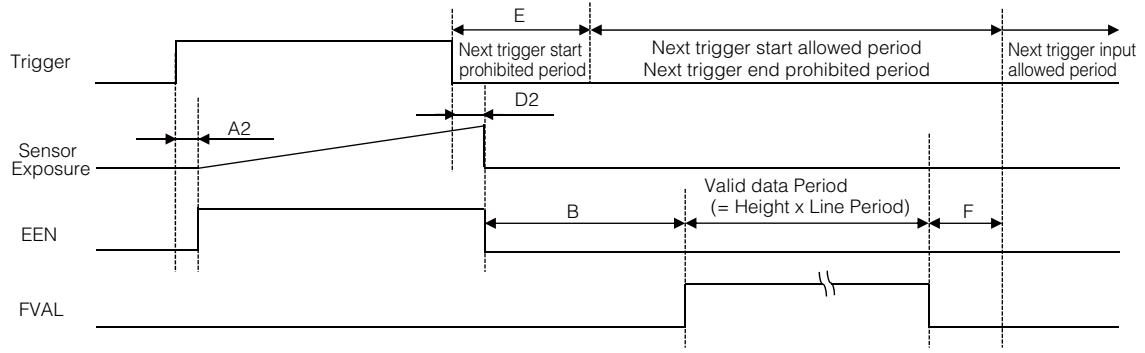 E
Trigger
Next trigger start
prohibited period
Next trigger start allowed period
Next trigger end prohibited period
Next trigger input
allowed period
A2
D2
Sensor
Exposure
Valid data Period
(= Height x Line Period)
B
F
EEN
FVAL